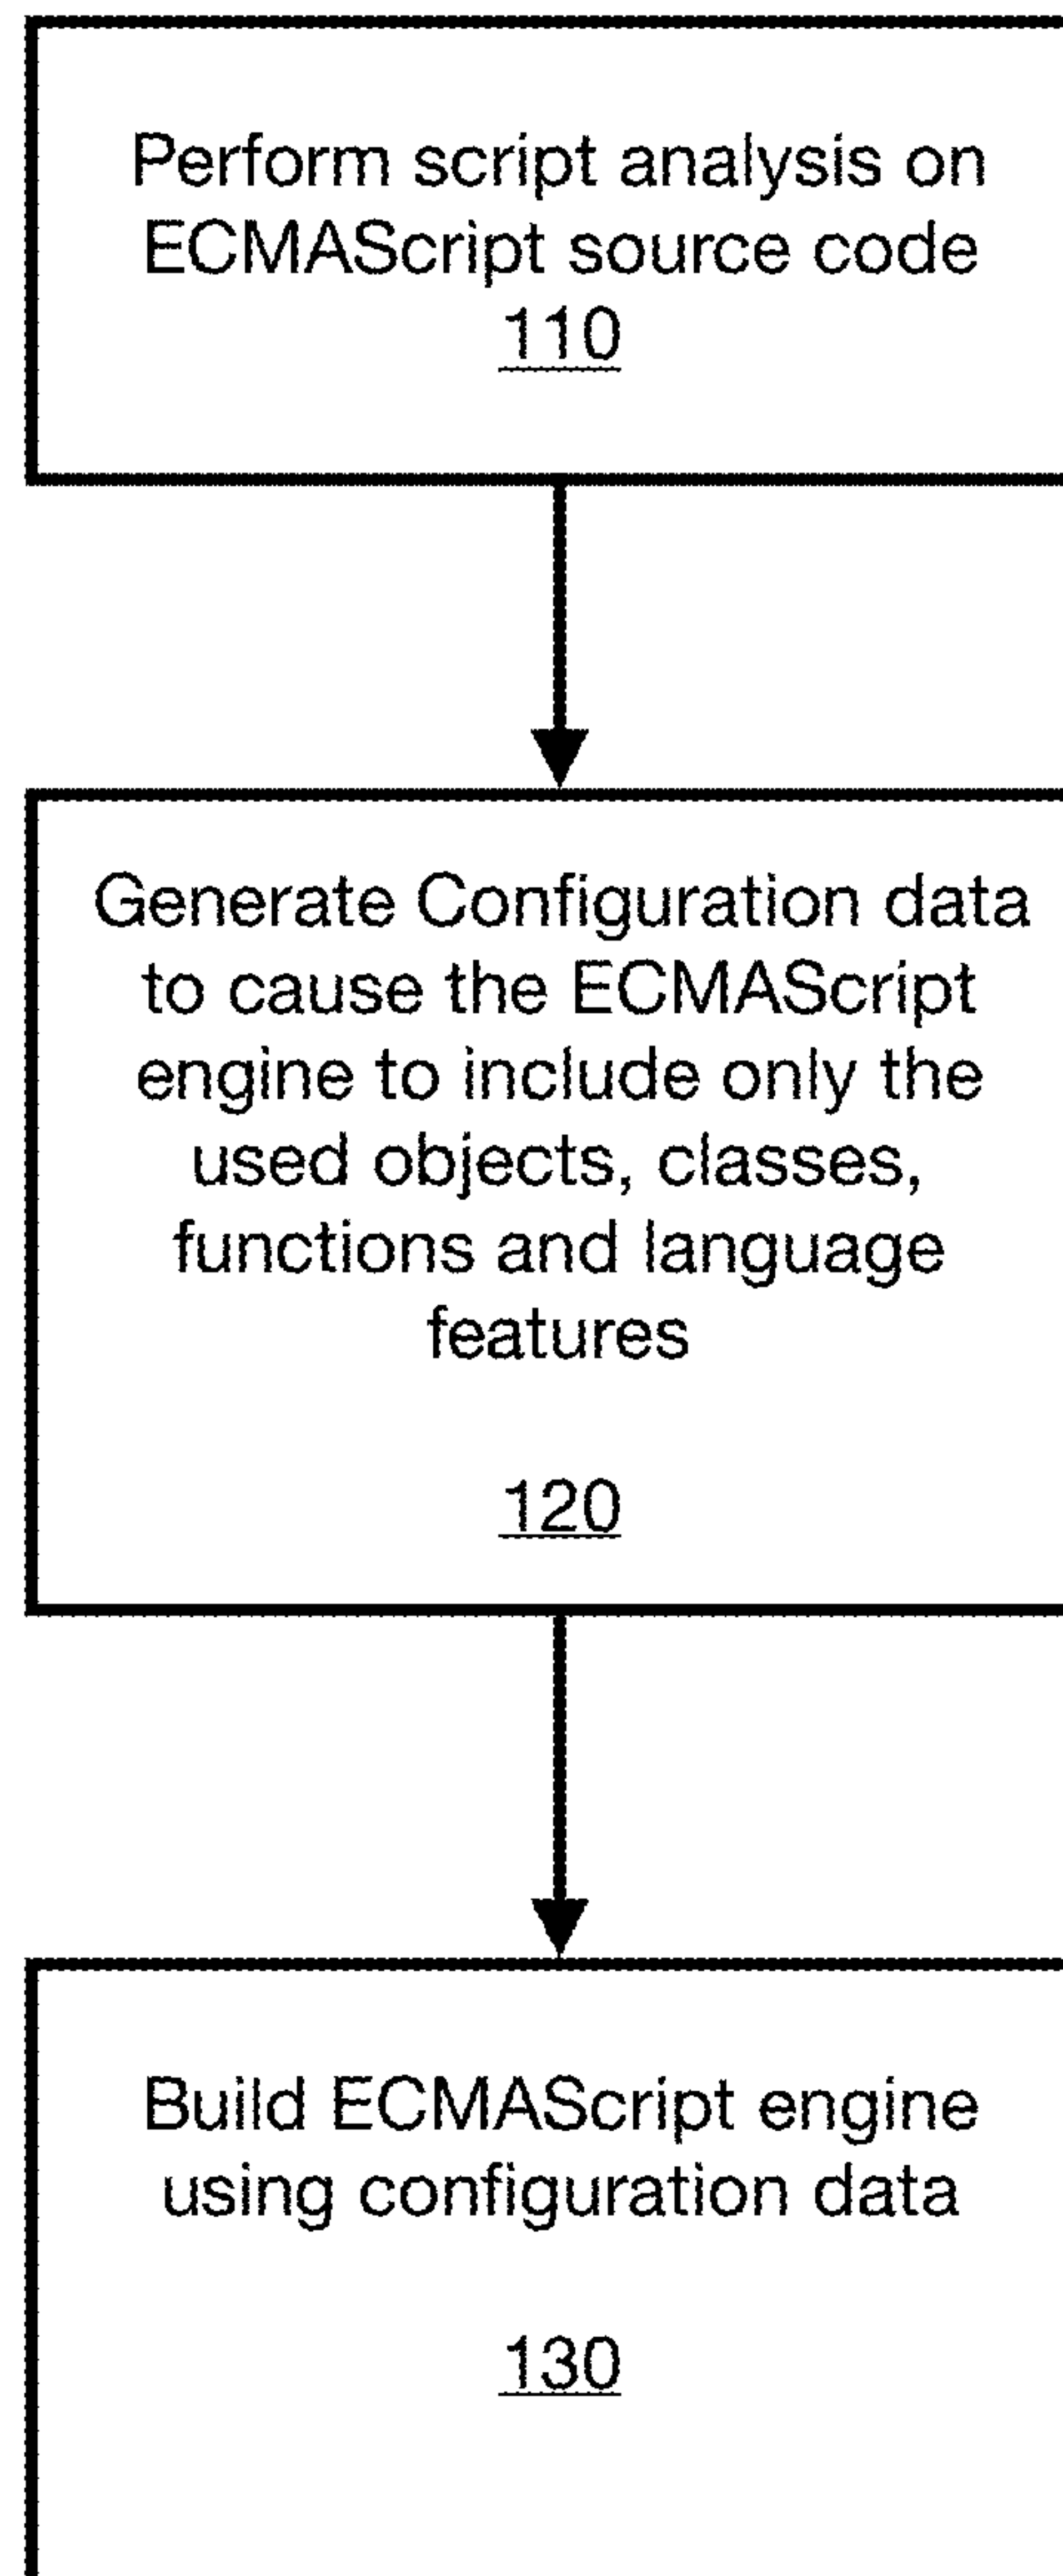 Perform script analysis on
ECMAScript source code
110
Generate Configuration data
to cause the ECMAScript
engine to include only the
used objects, classes,
functions and language
features
120
Build ECMAScript engine
using configuration data
130